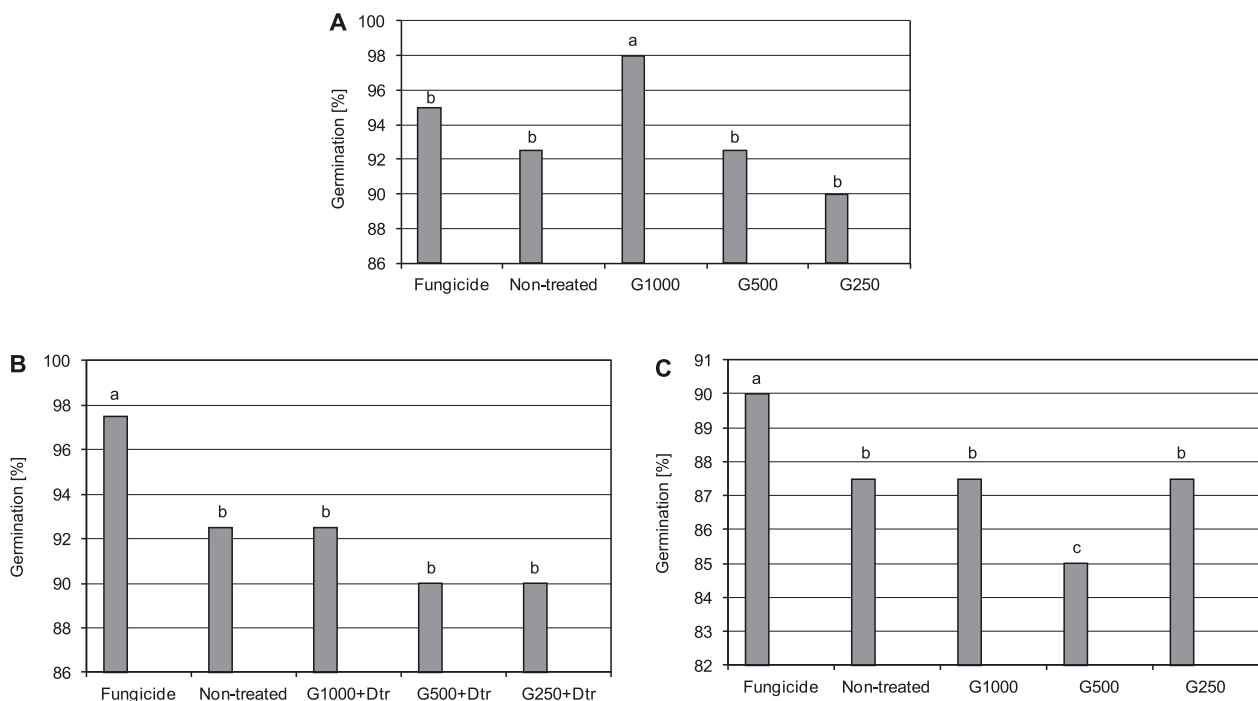 A
Germination [%]
100
98
96
94
92
90
88
86
b
b
a
b
b
Fungicide Non-treated G1000 G500 G250
B
Germination [%]
100
98
96
94
92
90
88
86
a
b
b
b
b
Fungicide Non-treated G1000+Dtr G500+Dtr G250+Dtr
C
Germination [%]
91
90
89
88
87
86
85
84
83
82
a
b
b
c
b
Fungicide Non-treated G1000 G500 G250